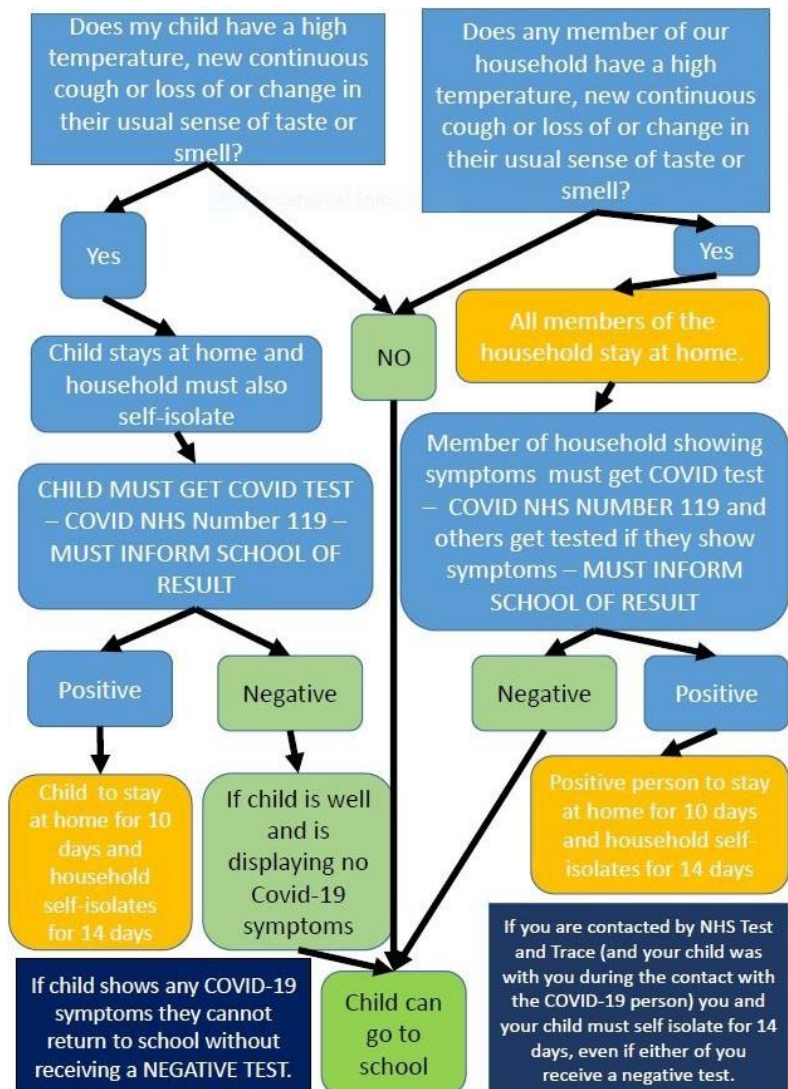 Does my child have a high
temperature, new continuous
cough or loss of or change in
their usual sense of taste or
smell?
Does any member of our
household have a high
temperature, new continuous
cough or loss of or change in
their usual sense of taste or
smell?
Yes
Yes
NO
All members of the
household stay at home.
Child stays at home and
household must also
self-isolate
Member of household showing
symptoms must get COVID test
– COVID NHS NUMBER 119 and
others get tested if they show
symptoms – MUST INFORM
SCHOOL OF RESULT
CHILD MUST GET COVID TEST
– COVID NHS Number 119 –
MUST INFORM SCHOOL OF
RESULT
Positive
Negative
Negative
Positive
Child to stay
at home for 10
days and
household
self-isolates
for 14 days
If child is well
and is
displaying no
Covid-19
symptoms
Positive person to stay
at home for 10 days
and household self-
isolates for 14 days
If child shows any COVID-19
symptoms they cannot
return to school without
receiving a NEGATIVE TEST.
Child can
go to
school
If you are contacted by NHS Test
and Trace (and your child was
with you during the contact with
the COVID-19 person) you and
your child must self isolate for 14
days, even if either of you
receive a negative test.